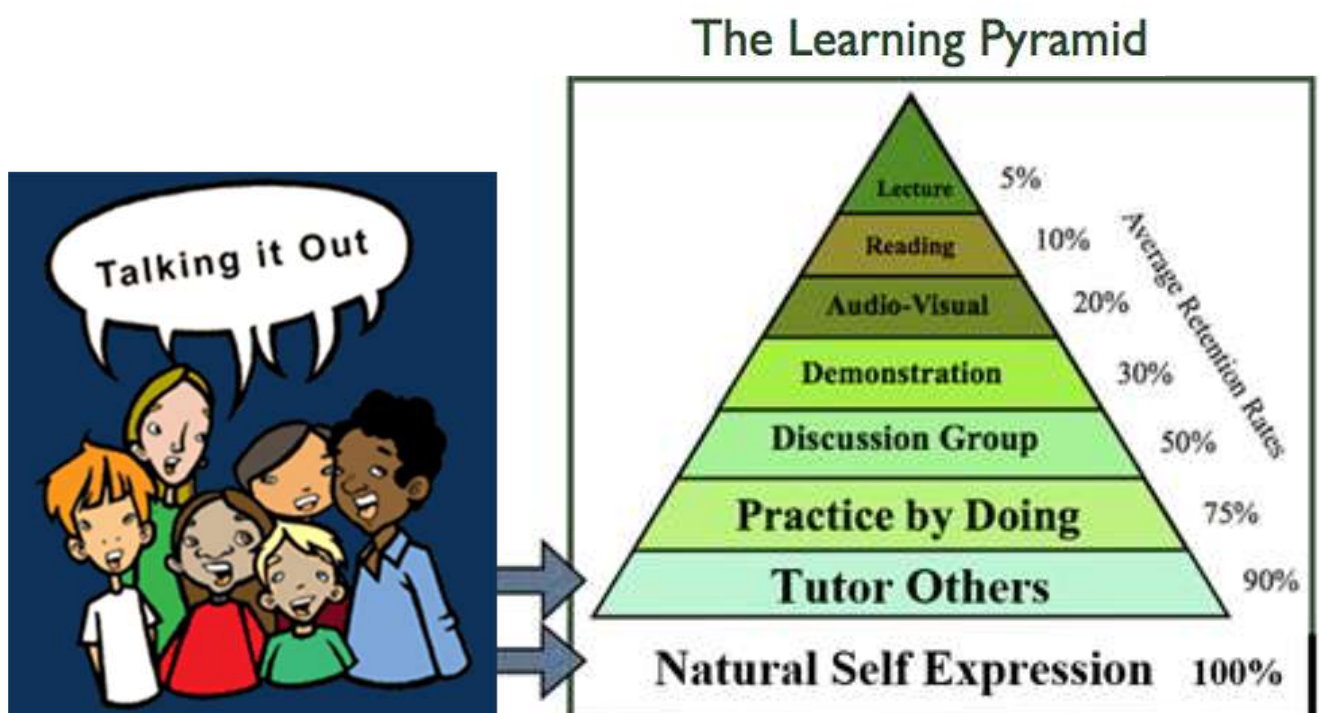 The Learning Pyramid
Talking it Out
Lecture 5%
Reading 10%
Audio-Visual 20%
Demonstration 30%
Discussion Group 50%
Practice by Doing 75%
Tutor Others 90%
Natural Self Expression 100%
Average Retention Rates